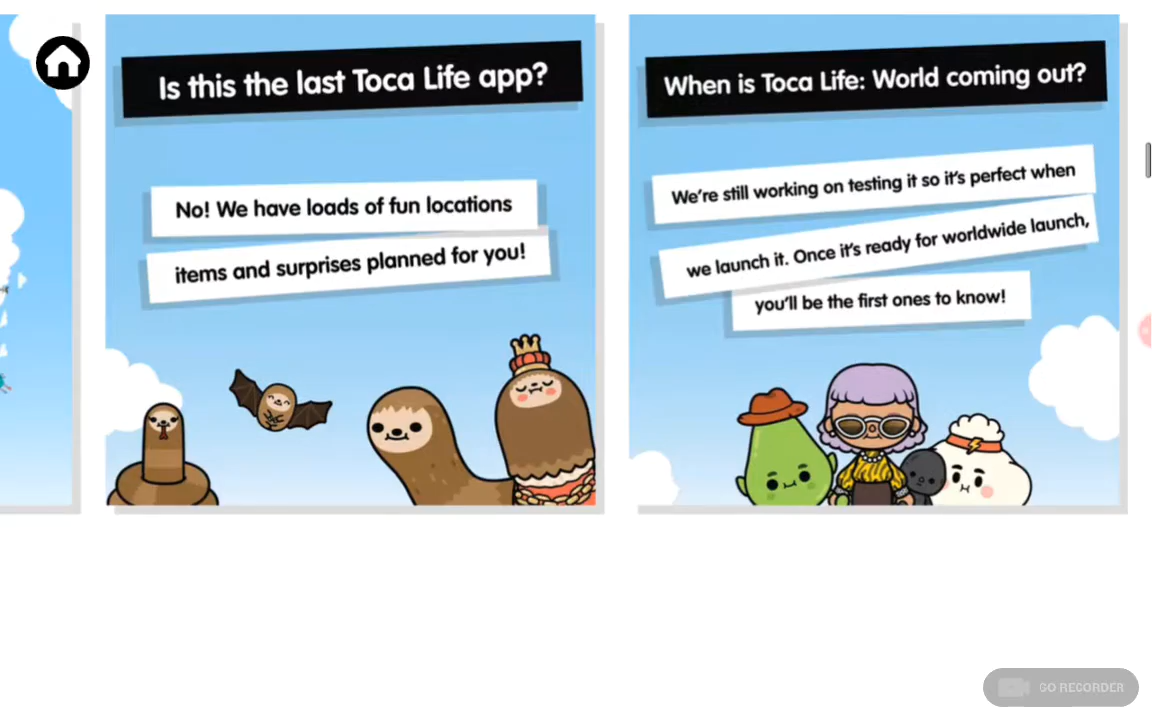 Is this the last Toca Life app?
No! We have loads of fun locations
items and surprises planned for you!
When is Toca Life: World coming out?
We're still working on testing it so it's perfect when
we launch it. Once it's ready for worldwide launch,
you'll be the first ones to know!
GO RECORDER